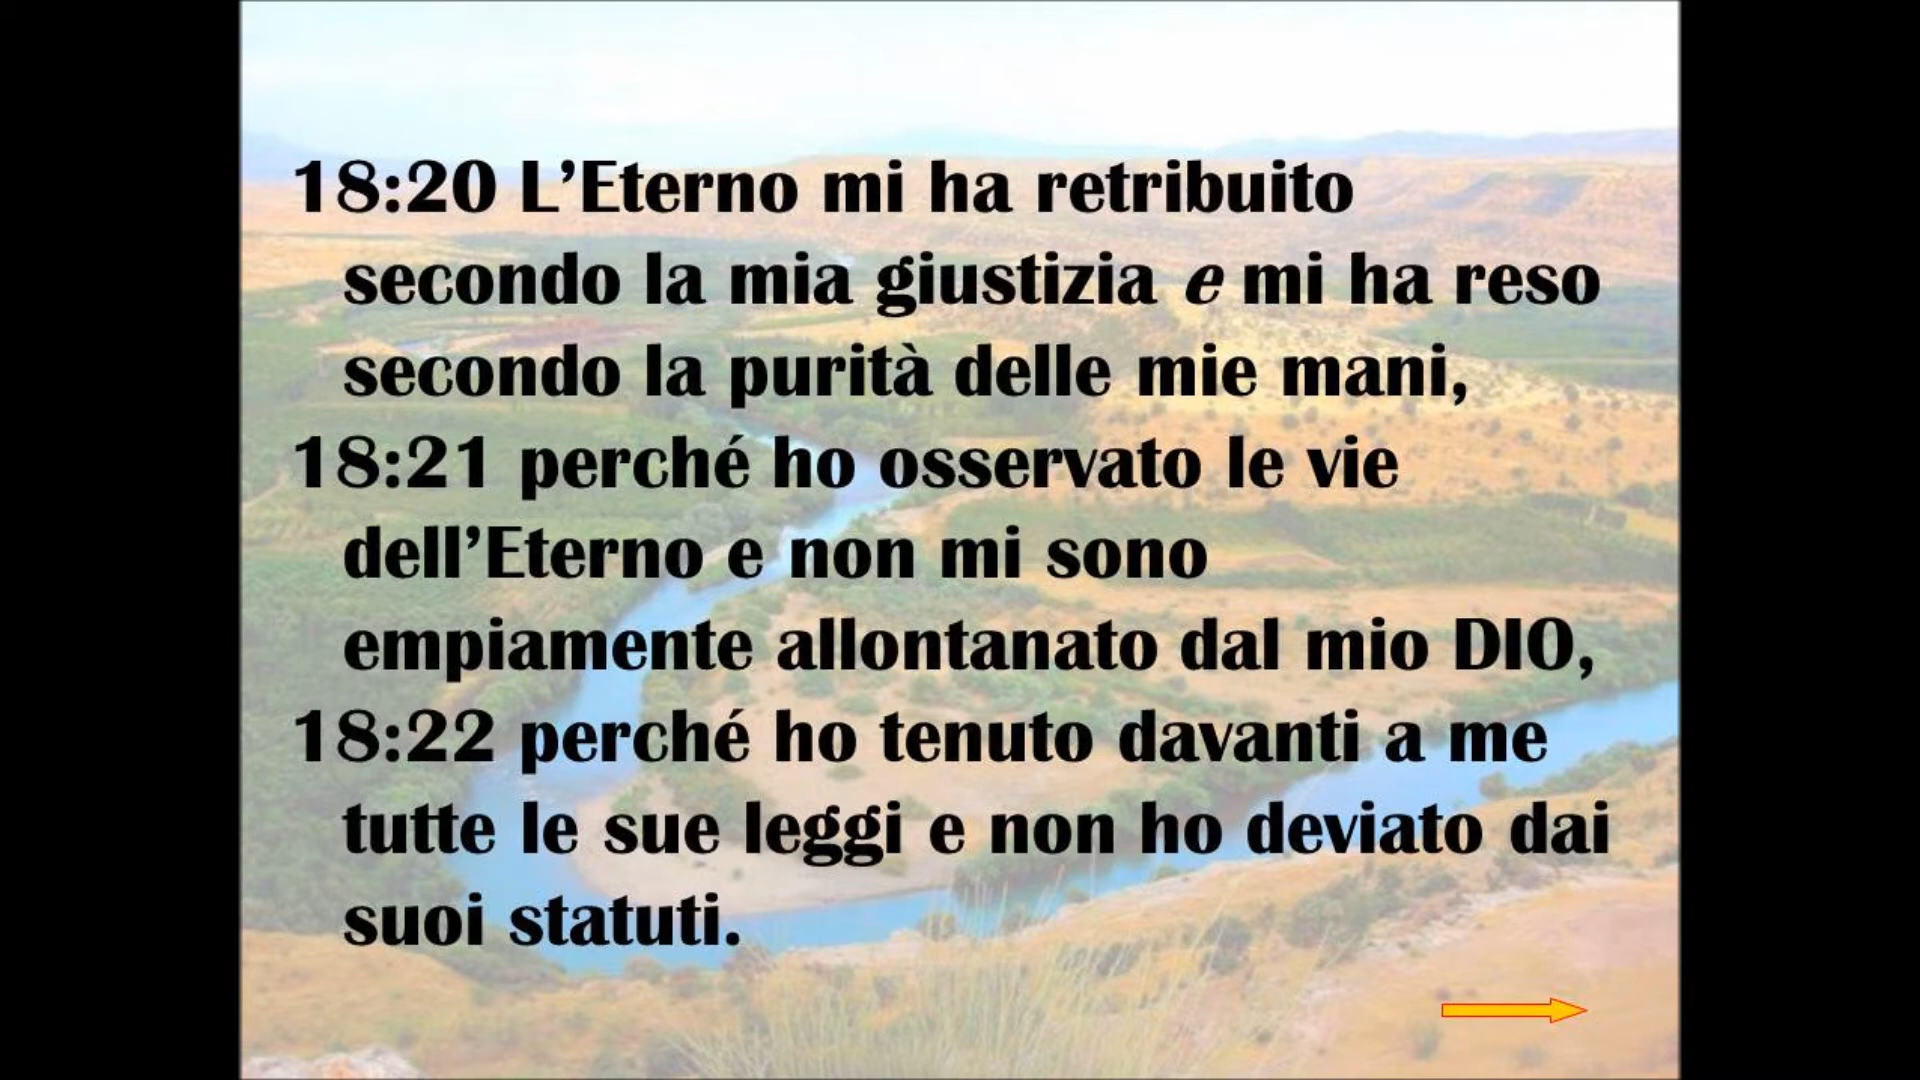 18:20 L’Eterno mi ha retribuito
secondo la mia giustizia e mi ha reso
secondo la purità delle mie mani,
18:21 perché ho osservato le vie
dell’Eterno e non mi sono
empiamente allontanato dal mio DIO,
18:22 perché ho tenuto davanti a me
tutte le sue leggi e non ho deviato dai
suoi statuti.